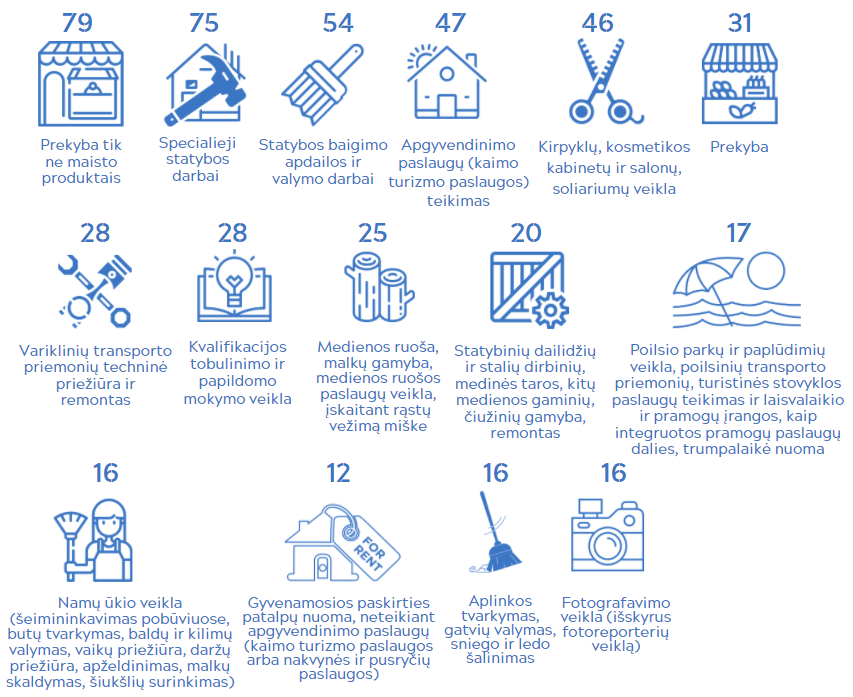 79
Prekyba tik
ne maisto
produktais
75
Specialieji
statybos
darbai
54
Statybos baigimo
apdailos ir
valymo darbai
47
Apgyvendinimo
paslaugų (kaimo
turizmo paslaugos)
teikimas
46
Kirpyklų, kosmetikos
kabinetų ir salonų,
soliariumų veikla
31
Prekyba
28
Variklinių transporto
priemonių techninė
priežiūra ir
remontas
28
Kvalifikacijos
tobulinimo ir
papildomo
mokymo veikla
25
Medienos ruoša,
malkų gamyba,
medienos ruošos
paslaugų veikla,
įskaitant rąstų
vežimą miške
20
Statybinių dailidžių
ir stalių dirbinių,
medinės taros, kitų
medienos gaminių,
čiužinių gamyba,
remontas
17
Poilsio parkų ir paplūdimių
veikla, poilsinių transporto
priemonių, turistinės stovyklos
paslaugų teikimas ir laisvalaikio
ir pramogų įrangos, kaip
integruotos pramogų paslaugų
dalies, trumpalaikė nuoma
16
Namų ūkio veikla
(šeimininkavimas pobūviuose,
butų tvarkymas, baldų ir kilimų
valymas, vaikų priežiūra, daržų
priežiūra, apželdinimas, malkų
skaldymas, šiukšlių surinkimas)
12
FOR
RENT
Gyvenamosios paskirties
patalpų nuoma, neteikiant
apgyvendinimo paslaugų
(kaimo turizmo paslaugos
arba nakvynės ir pusryčių
paslaugos)
16
Aplinkos
tvarkymas,
gatvių valymas,
sniego ir ledo
šalinimas
16
Fotografavimo
veikla (išskyrus
fotoreporterių
veiklą)